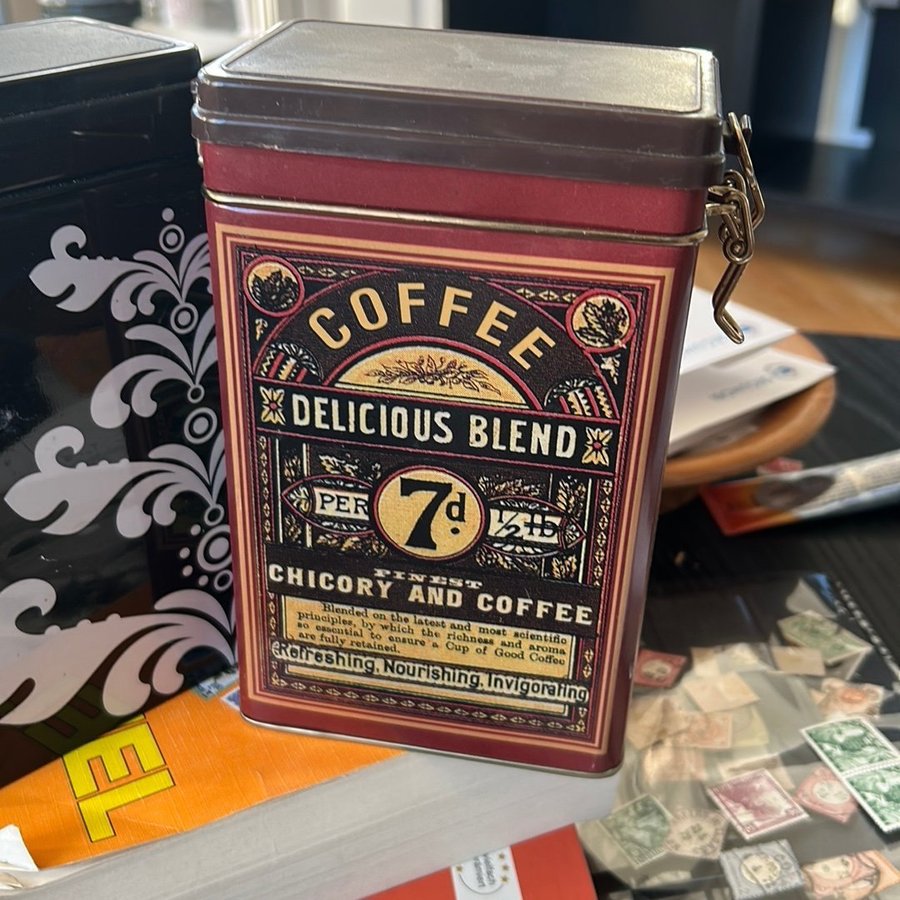 COFFEE
DELICIOUS BLEND
PER 7d. ½ lb
FINEST
CHICORY AND COFFEE
Blended on the latest and most scientific
principles, by which the richness and aroma
so essential to ensure a Cup of Good Coffee
are fully retained.
Refreshing, Nourishing, Invigorating